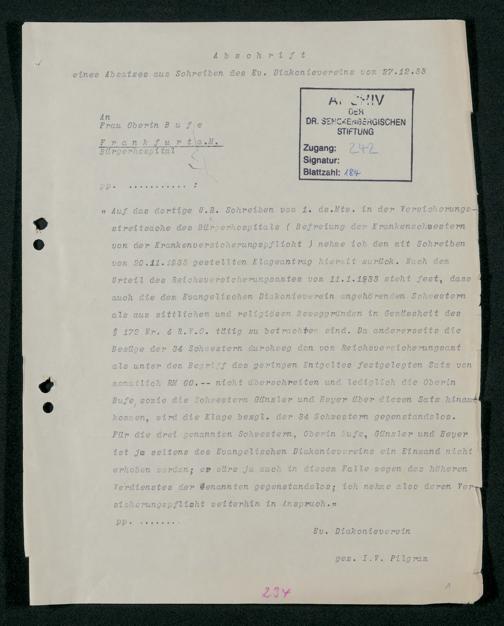 A b s c h r i f t
eines Absatzes aus Schreiben des Ev. Diakonievereins vom 27.12.33
ARCHIV
DER
DR. SENCKENBERGISCHEN
STIFTUNG
Zugang: 242
Signatur:
Blattzahl: 184
An
Frau Oberin B u f e
F r a n k f u r t a.M.
Bürgerhospital
pp. ........... :
" Auf das dortige G.R. Schreiben vom 1. ds.Mts. in der Versicherungs-
streitsache des Bürgerhospitals ( Befreiung der Krankenschwestern
von der Krankenversicherungspflicht ) nehme ich den mit Schreiben
vom 20.11.1933 gestellten Klageantrag hiermit zurück. Nach dem
Urteil des Reichsversicherungsamtes vom 11.1.1933 steht fest, dass
auch die dem Evangelischen Diakonieverein angehörenden Schwestern
als aus sittlichen und religiösen Beweggründen in Gemässheit des
§ 172 Nr. 4 R.V.O. tätig zu betrachten sind. Da andererseits die
Bezüge der 34 Schwestern durchweg den vom Reichsversicherungsamt
als unter den Begriff des geringen Entgeltes festgelegten Satz von
monatlich RM 60.-- nicht überschreiten und lediglich die Oberin
Bufe, sowie die Schwestern Günzler und Heyer über diesen Satz hinaus
kommen, wird die Klage bezgl. der 34 Schwestern gegenstandslos.
Für die drei genannten Schwestern, Oberin Bufe, Günzler und Heyer
ist ja seitens des Evangelischen Diakonievereins ein Einwand nicht
erhoben worden; er wäre ja auch in diesem Falle wegen des höheren
Verdienstes der Genannten gegenstandslos; ich nehme also deren Ver-
sicherungspflicht weiterhin in Anspruch."
pp. ........
Ev. Diakonieverein
gez. I.V. Pilgram
234